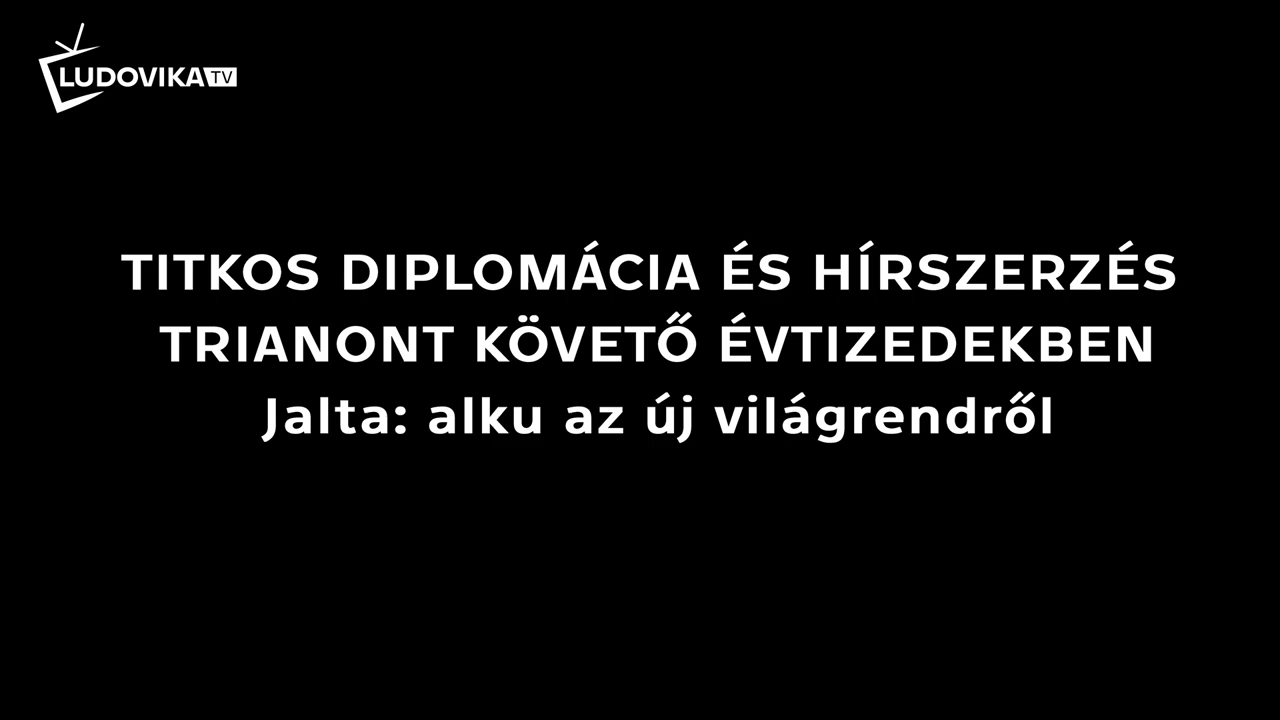 LUDOVIKA TV
TITKOS DIPLOMÁCIA ÉS HÍRSZERZÉS
TRIANONT KÖVETŐ ÉVTIZEDEKBEN
Jalta: alku az új világrendről